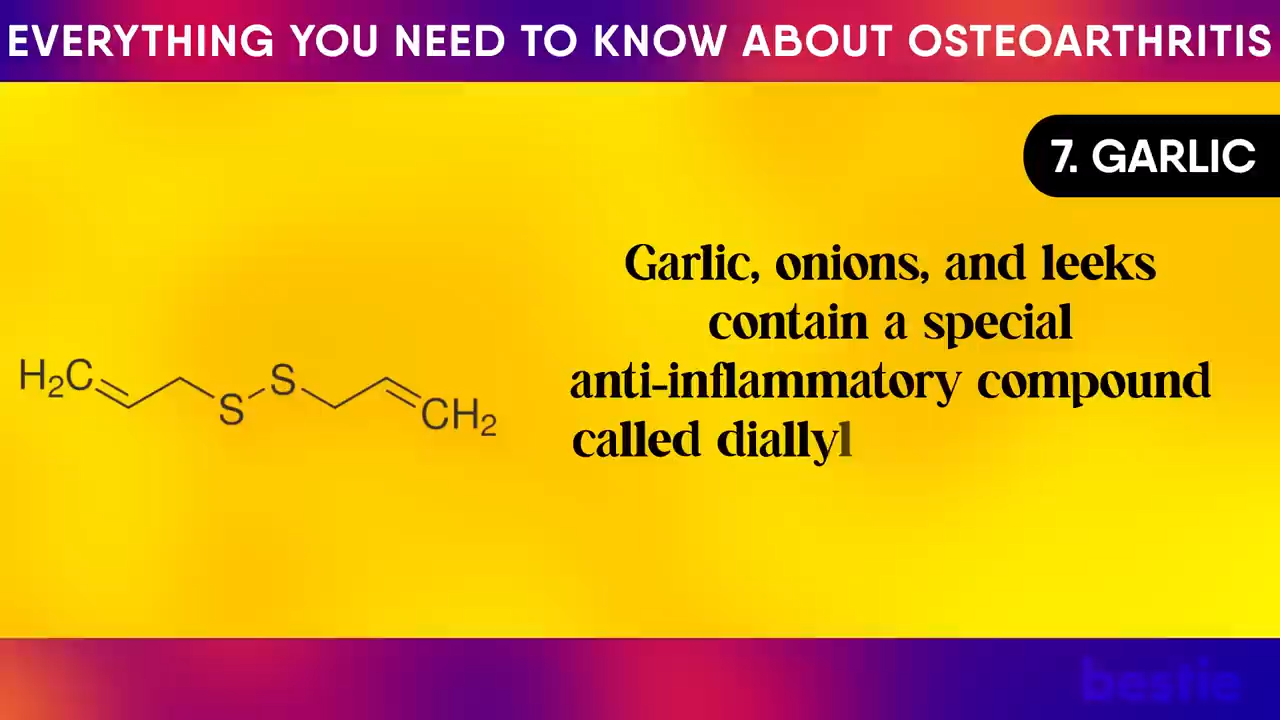 EVERYTHING YOU NEED TO KNOW ABOUT OSTEOARTHRITIS
7. GARLIC
Garlic, onions, and leeks
contain a special
anti-inflammatory compound
called diallyl
H₂C
S
S
CH₂
bestie